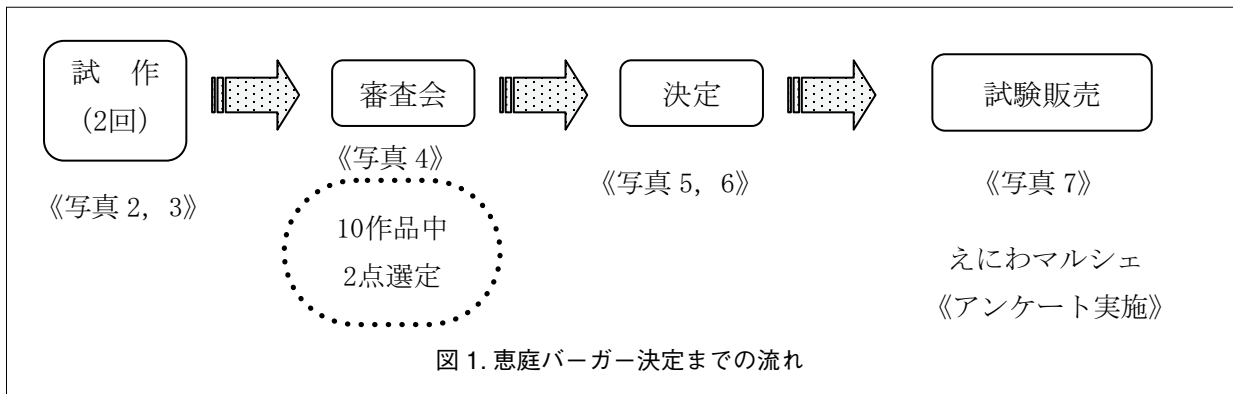 試 作
(2回)
審査会
決定
試験販売
《写真 2, 3》
《写真 4》
《写真 5, 6》
《写真 7》
10作品中
2点選定
えにわマルシェ
《アンケート実施》
図 1. 恵庭バーガー決定までの流れ